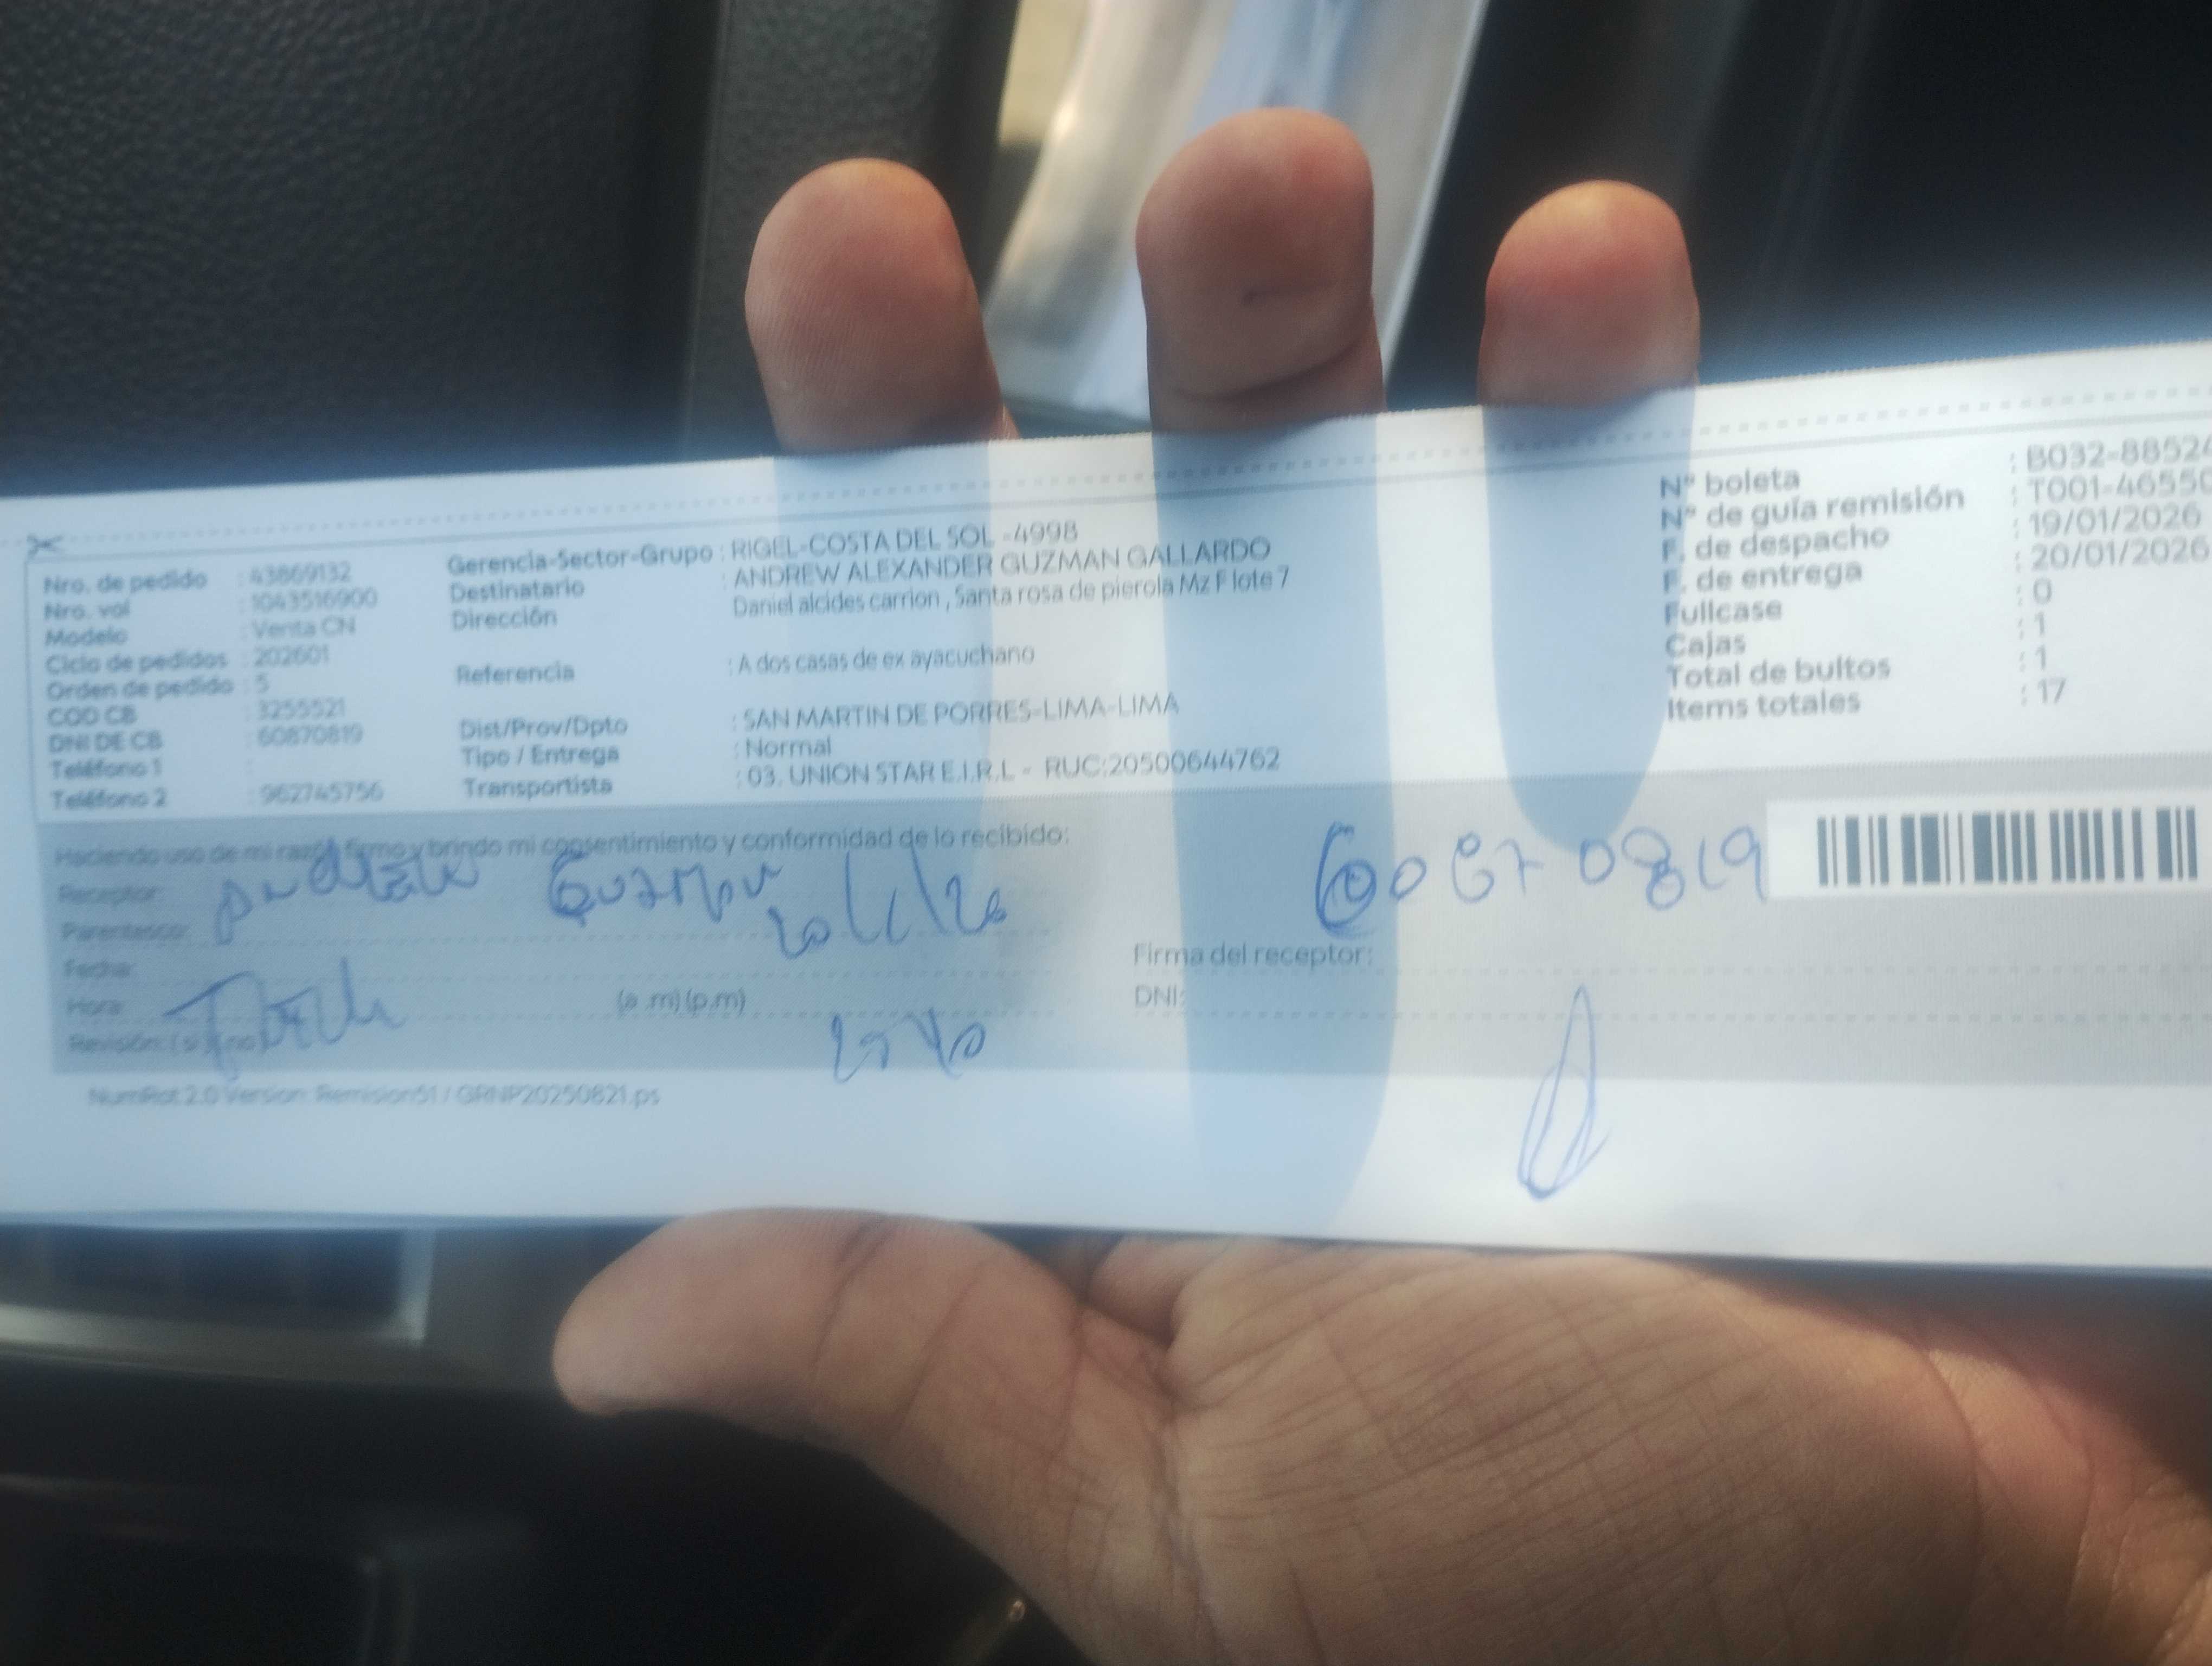 Nro. de pedido : 43869132
Nro. vol : 1043516900
Modelo : Venta CN
Ciclo de pedidos : 202601
Orden de pedido : 5
COD CB : 3255521
DNI DE CB : 60870819
Teléfono 1 :
Teléfono 2 : 962745756
Gerencia-Sector-Grupo : RIGEL-COSTA DEL SOL -4998
Destinatario : ANDREW ALEXANDER GUZMAN GALLARDO
Dirección Daniel alcides carrion , Santa rosa de pierola Mz F lote 7
Referencia : A dos casas de ex ayacuchano
Dist/Prov/Dpto : SAN MARTIN DE PORRES-LIMA-LIMA
Tipo / Entrega : Normal
Transportista : 03. UNION STAR E.I.R.L - RUC:20500644762
N° boleta : B032-8852
N° de guía remisión : T001-46550
F. de despacho : 19/01/2026
F. de entrega : 20/01/2026
Fullcase : 0
Cajas : 1
Total de bultos : 1
Items totales : 17
Haciendo uso de mi razón firmo y brindo mi consentimiento y conformidad de lo recibido:
Receptor: Andrew Guzman 60870819
Parentesco: 20/1/26
Fecha:
Firma del receptor:
Hora: (a .m) (p.m)
DNI:
Revisión: ( si ) ( no )
NumRot 2.0 Version: Remision51 / GRNP20250821.ps